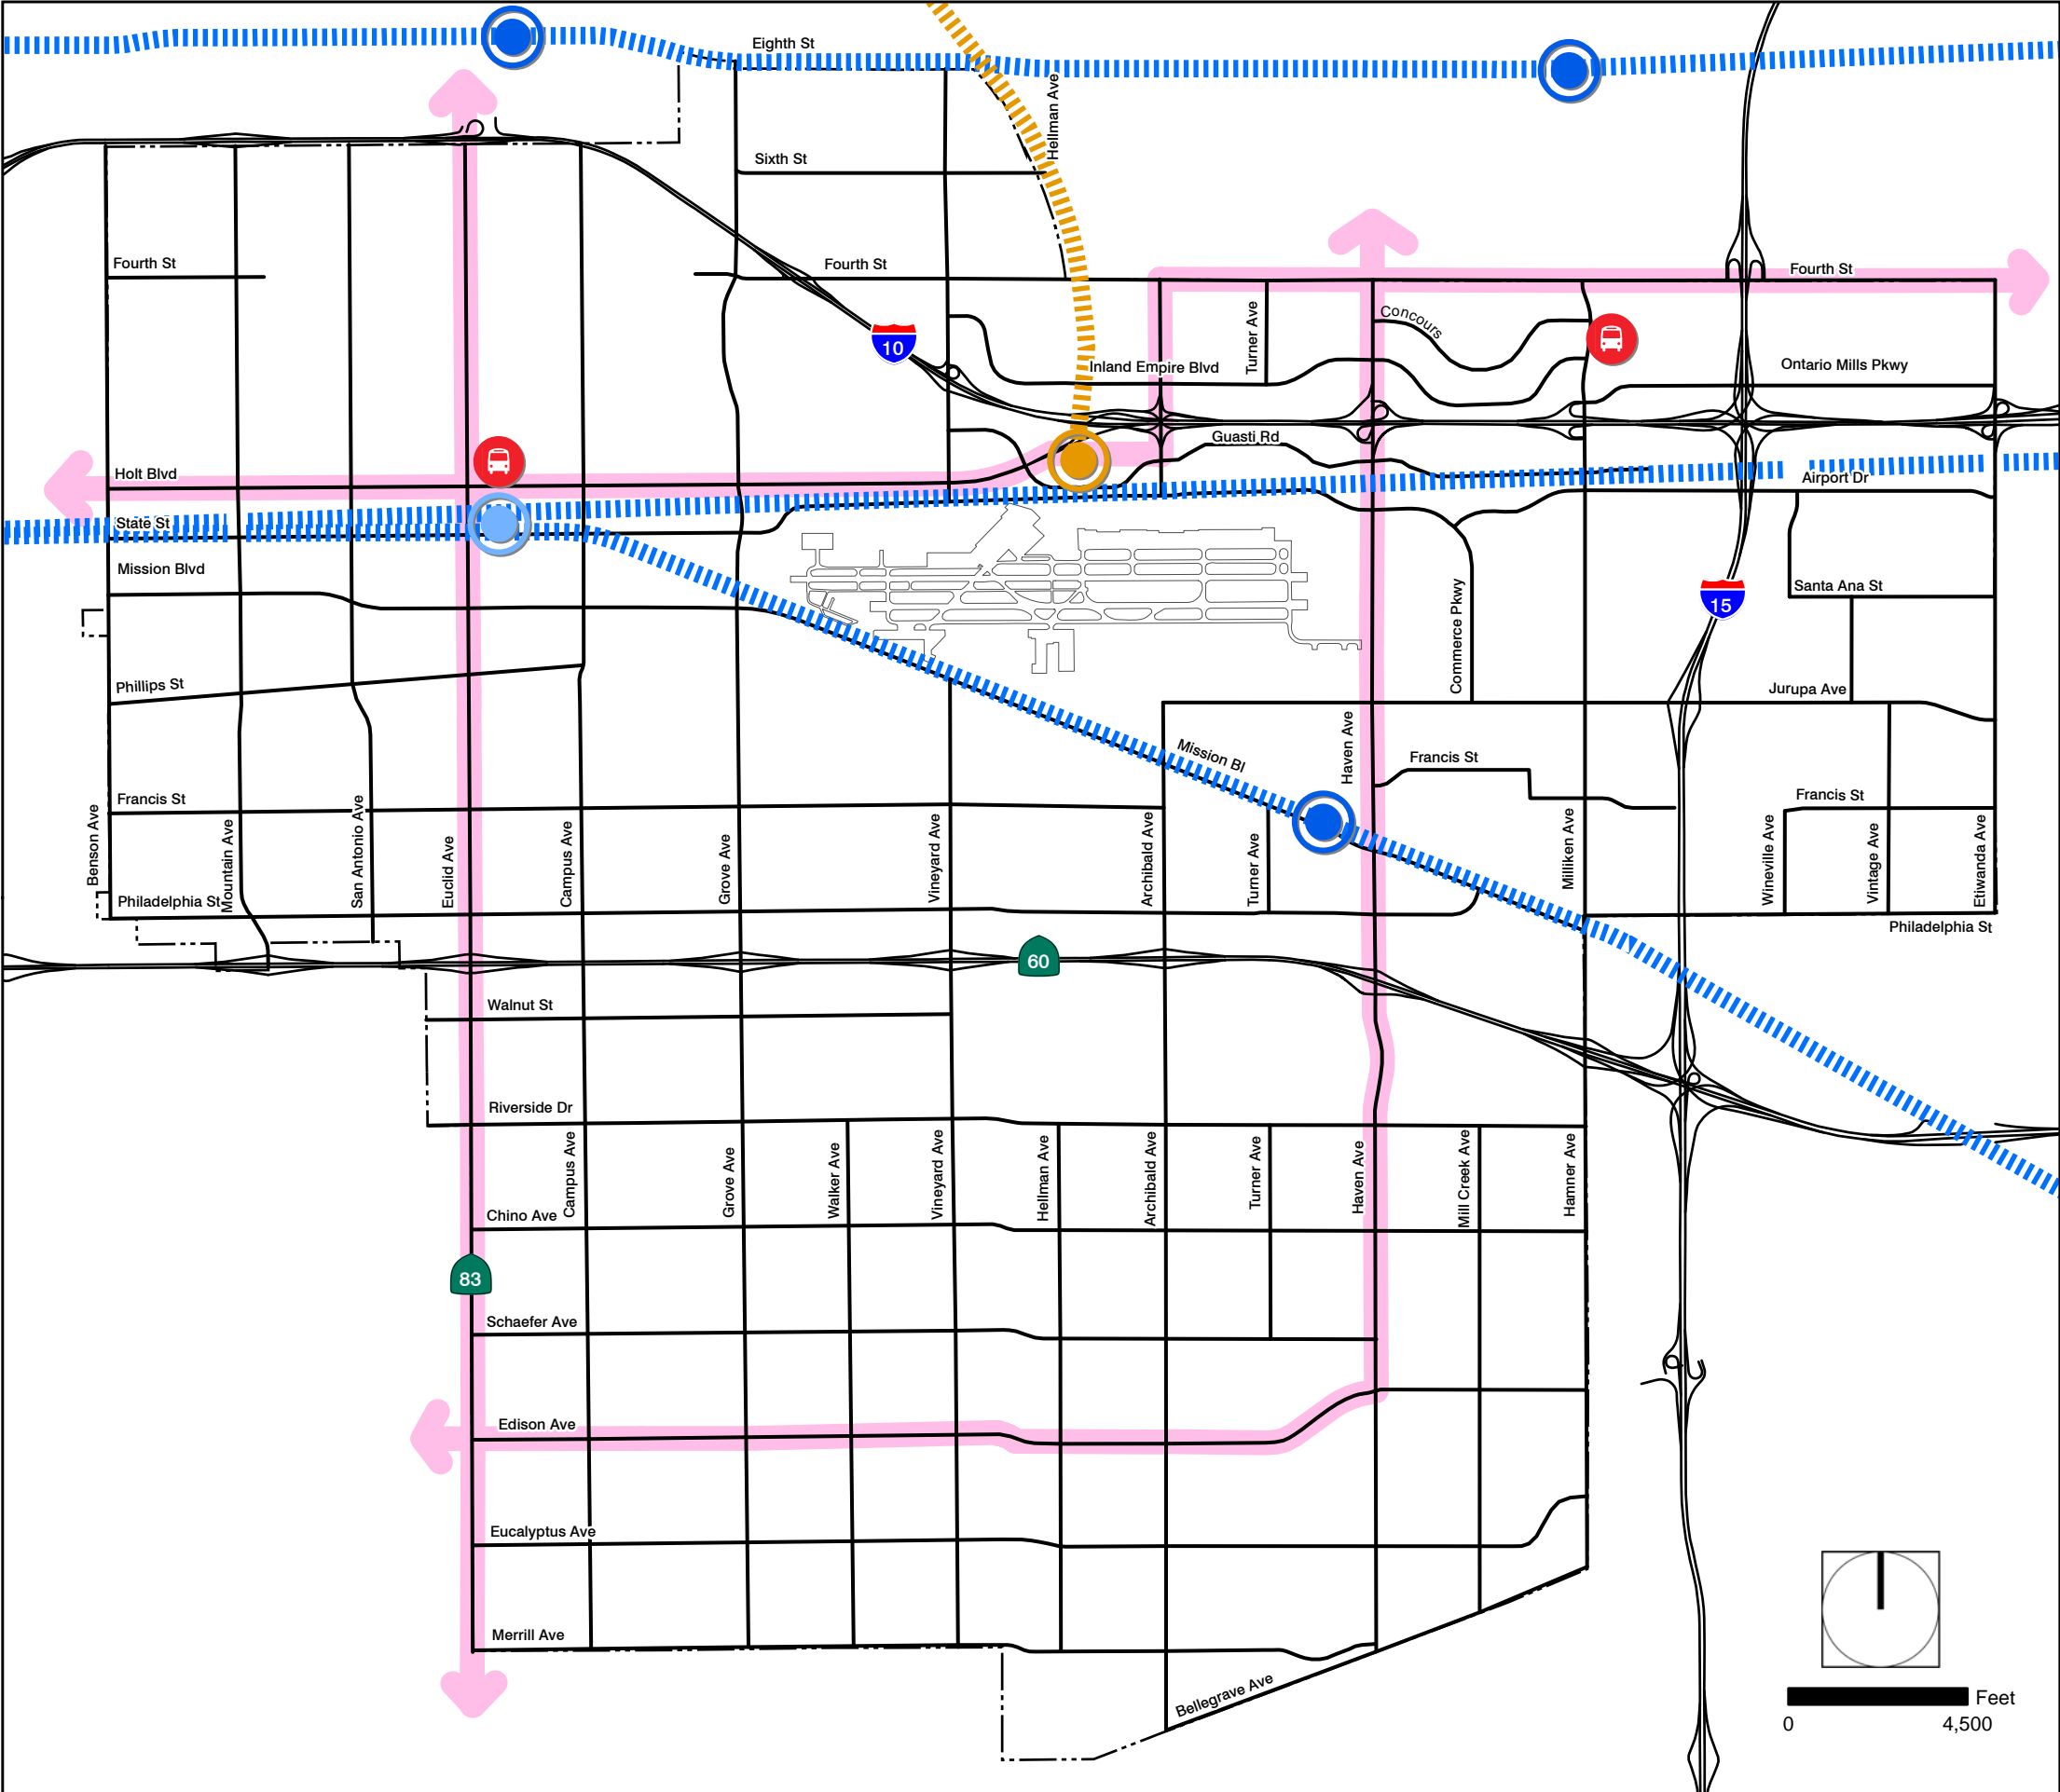 Eighth St
Hellman Ave
Sixth St
Fourth St
Fourth St
Fourth St
Concours
Turner Ave
10
Inland Empire Blvd
Ontario Mills Pkwy
Guasti Rd
Holt Blvd
Airport Dr
State St
Mission Blvd
Santa Ana St
15
Commerce Pkwy
Phillips St
Jurupa Ave
Mission Bl
Haven Ave
Francis St
Francis St
Francis St
Benson Ave
Mountain Ave
San Antonio Ave
Euclid Ave
Campus Ave
Grove Ave
Vineyard Ave
Archibald Ave
Turner Ave
Milliken Ave
Wineville Ave
Vintage Ave
Etiwanda Ave
Philadelphia St
Philadelphia St
60
Walnut St
Riverside Dr
Campus Ave
Grove Ave
Walker Ave
Vineyard Ave
Hellman Ave
Archibald Ave
Turner Ave
Haven Ave
Mill Creek Ave
Hamner Ave
Chino Ave
83
Schaefer Ave
Edison Ave
Eucalyptus Ave
Merrill Ave
Bellegrave Ave
Feet
0
4,500